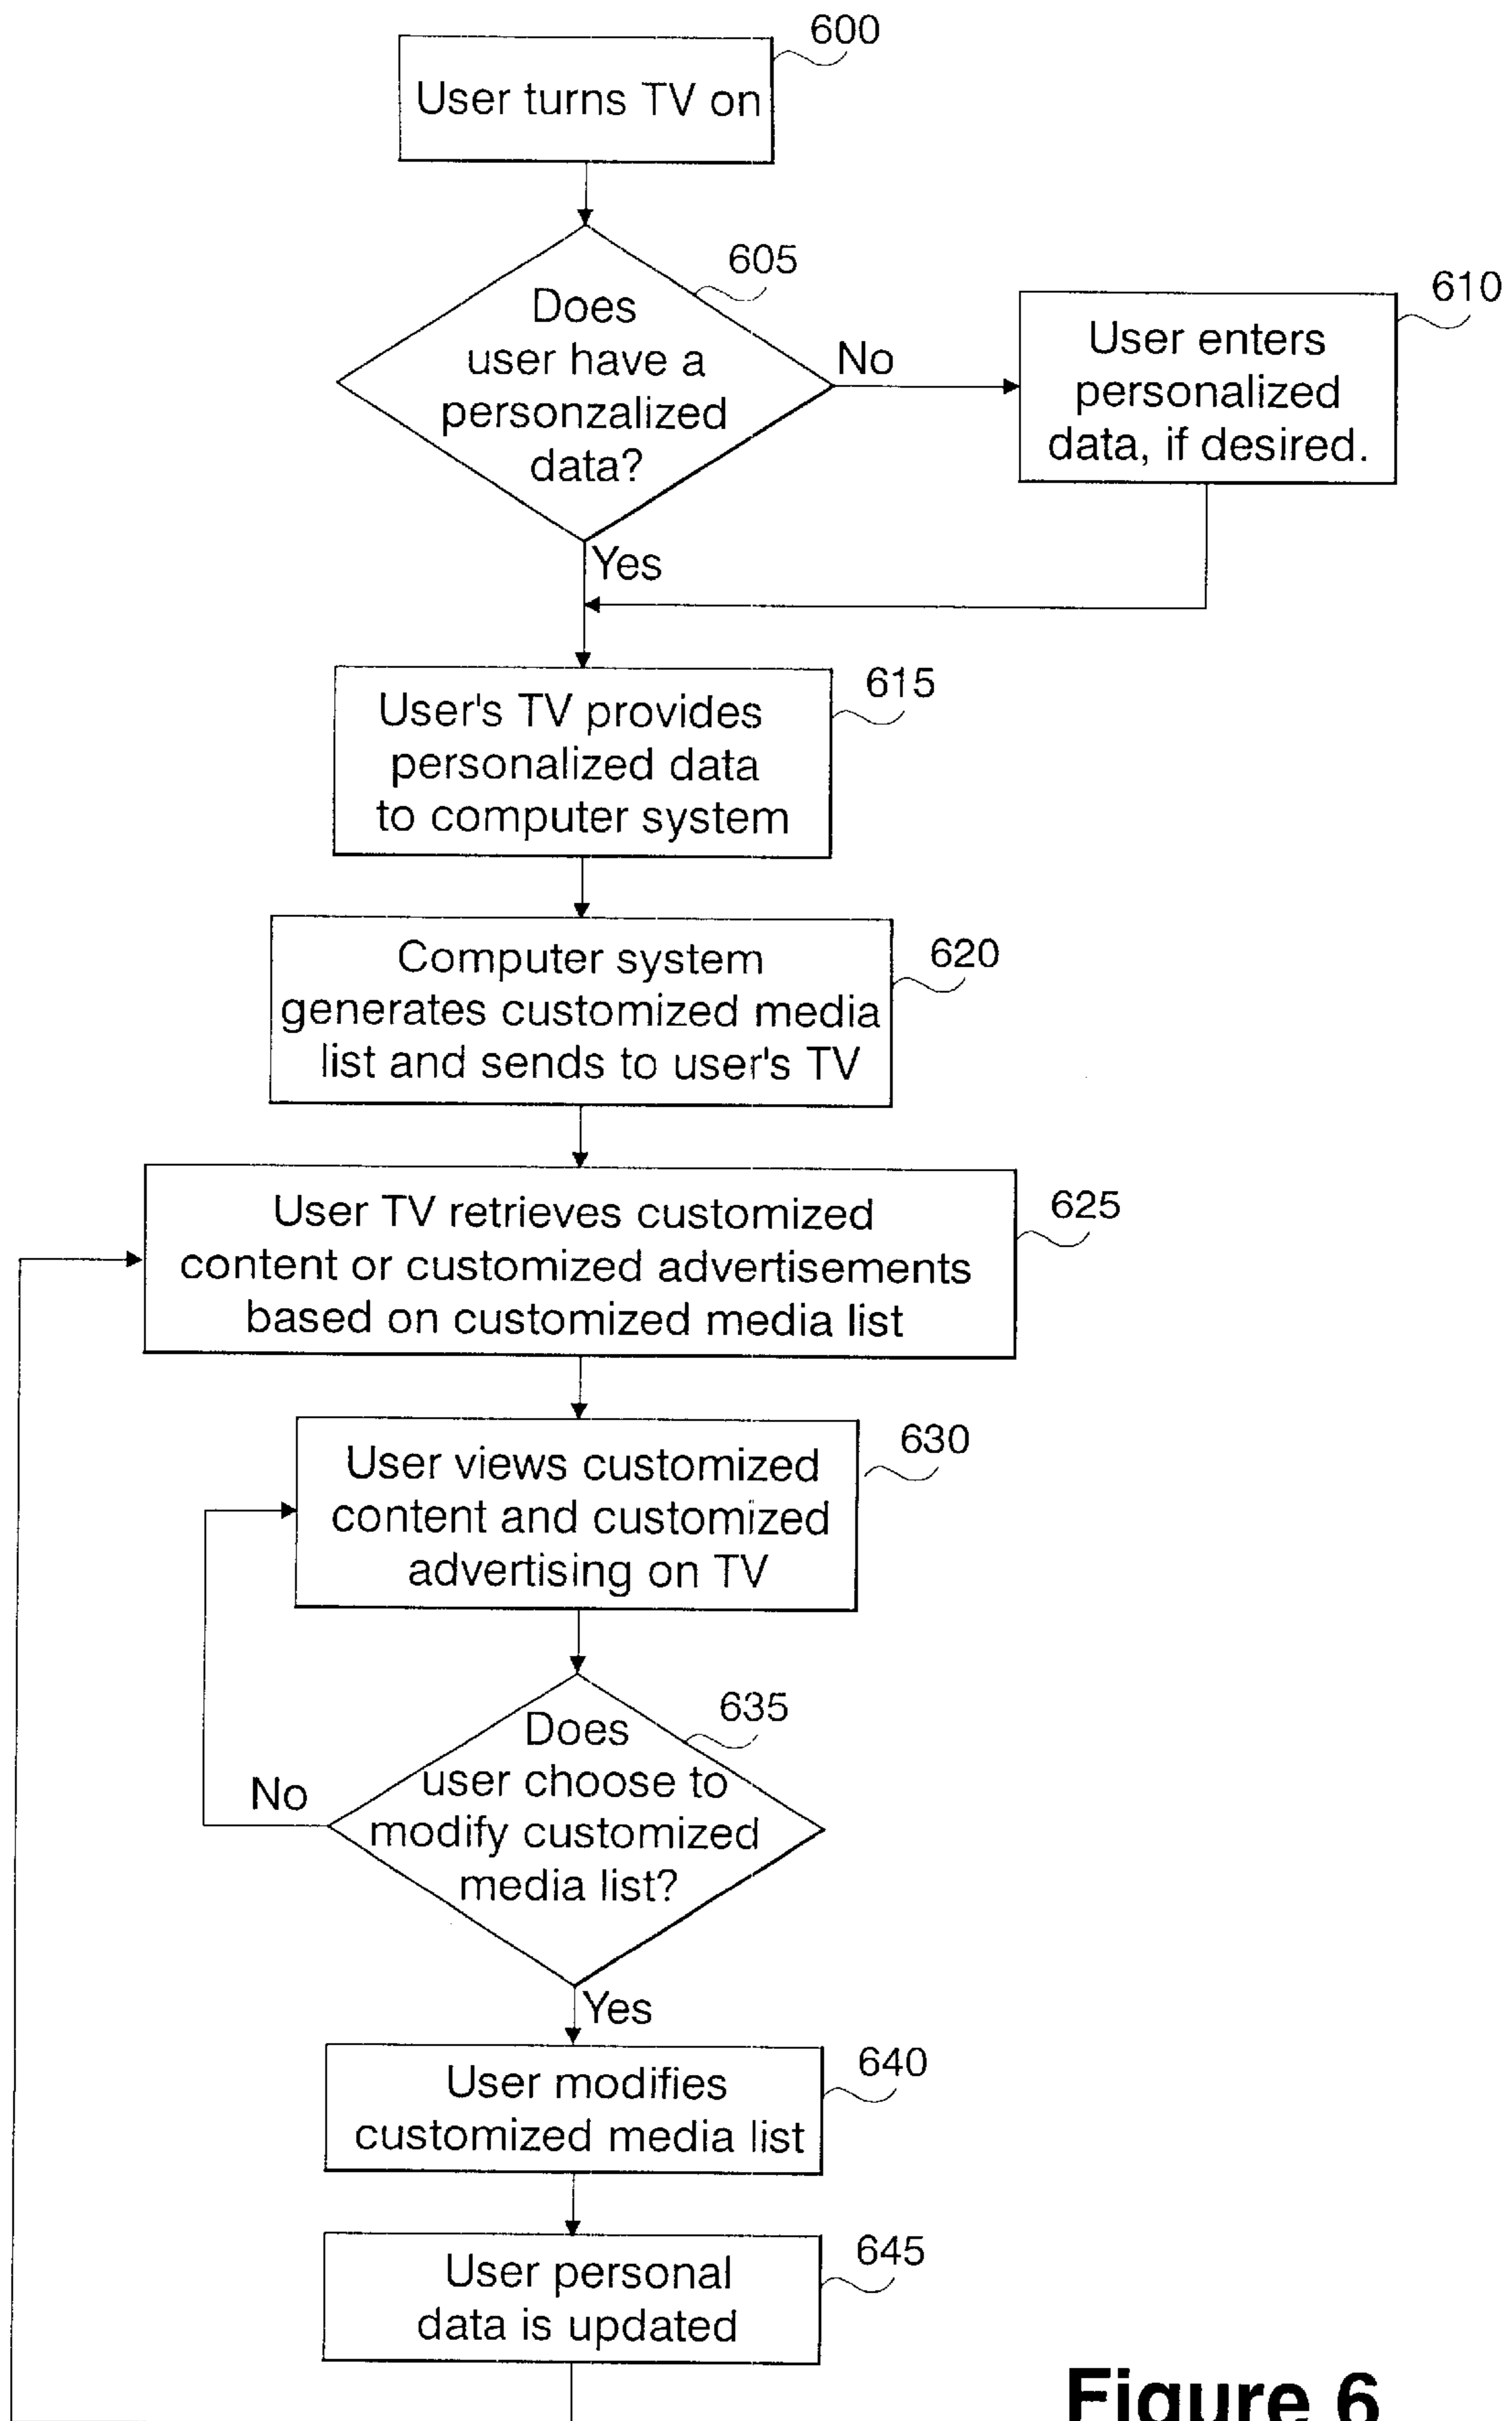 600
User turns TV on
605
Does
user have a
personzalized
data?
No
610
User enters
personalized
data, if desired.
Yes
615
User's TV provides
personalized data
to computer system
620
Computer system
generates customized media
list and sends to user's TV
625
User TV retrieves customized
content or customized advertisements
based on customized media list
630
User views customized
content and customized
advertising on TV
635
Does
user choose to
modify customized
media list?
No
Yes
640
User modifies
customized media list
645
User personal
data is updated
Figure 6